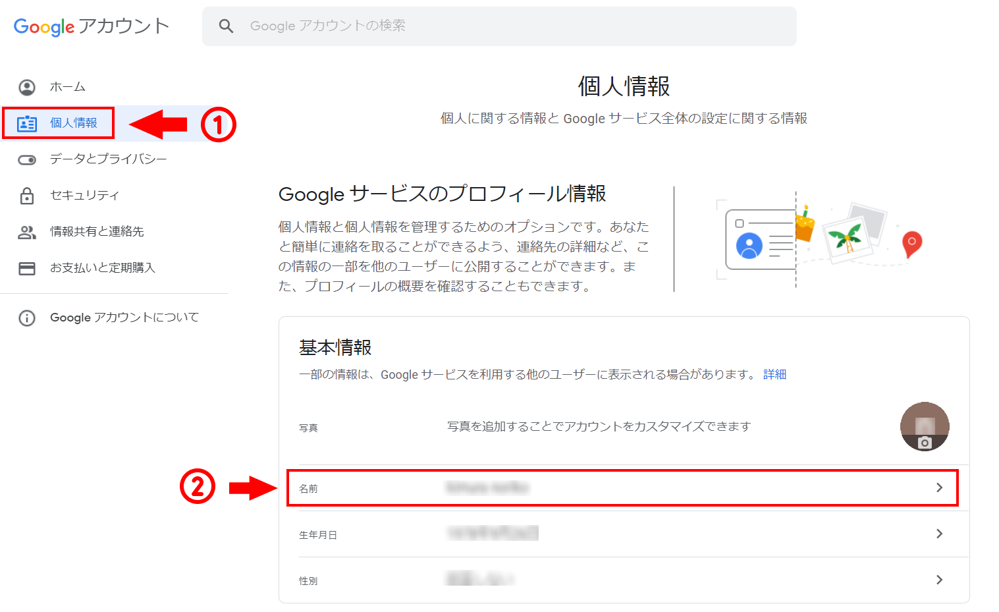 Google アカウント
Google アカウントの検索
ホーム
個人情報
①
データとプライバシー
セキュリティ
情報共有と連絡先
お支払いと定期購入
Google アカウントについて
個人情報
個人に関する情報と Google サービス全体の設定に関する情報
Google サービスのプロフィール情報
個人情報と個人情報を管理するためのオプションです。あなた
と簡単に連絡を取ることができるよう、連絡先の詳細など、こ
の情報の一部を他のユーザーに公開することができます。ま
た、プロフィールの概要を確認することもできます。
基本情報
一部の情報は、Google サービスを利用する他のユーザーに表示される場合があります。 詳細
写真 写真を追加することでアカウントをカスタマイズできます
②
名前
生年月日
性別